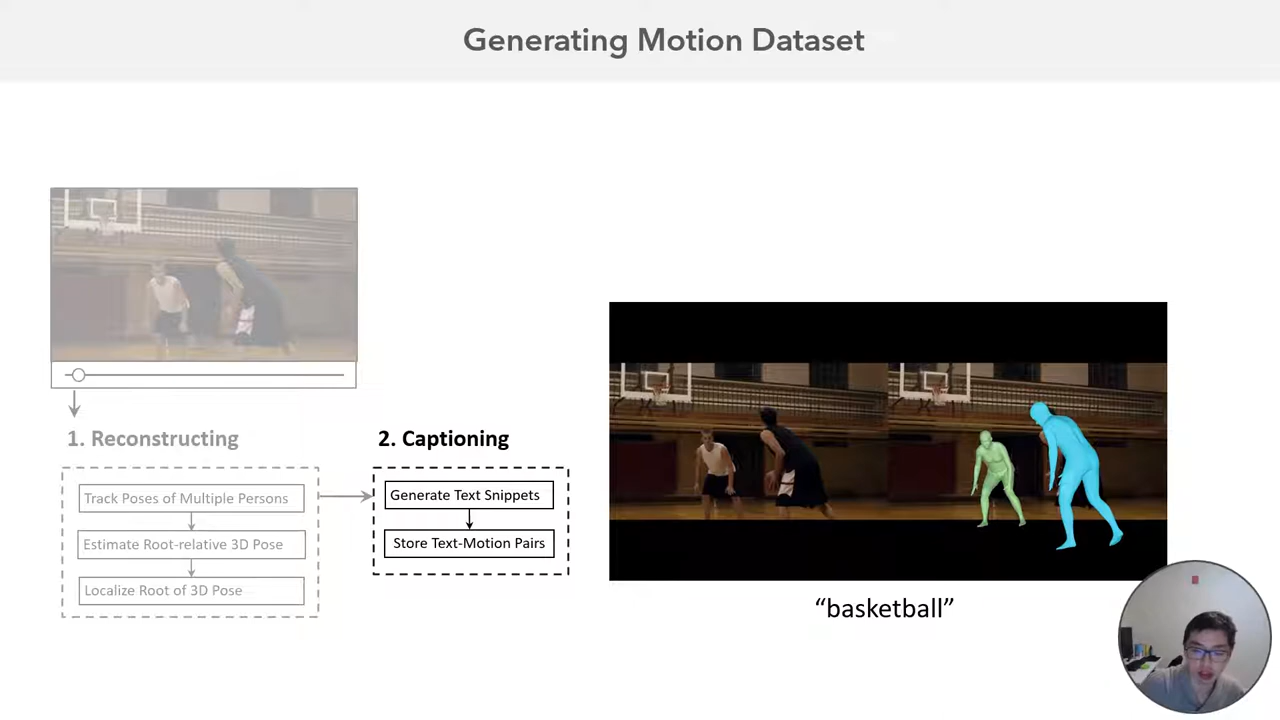 Generating Motion Dataset
1. Reconstructing
Track Poses of Multiple Persons
Estimate Root-relative 3D Pose
Localize Root of 3D Pose
2. Captioning
Generate Text Snippets
Store Text-Motion Pairs
“basketball”